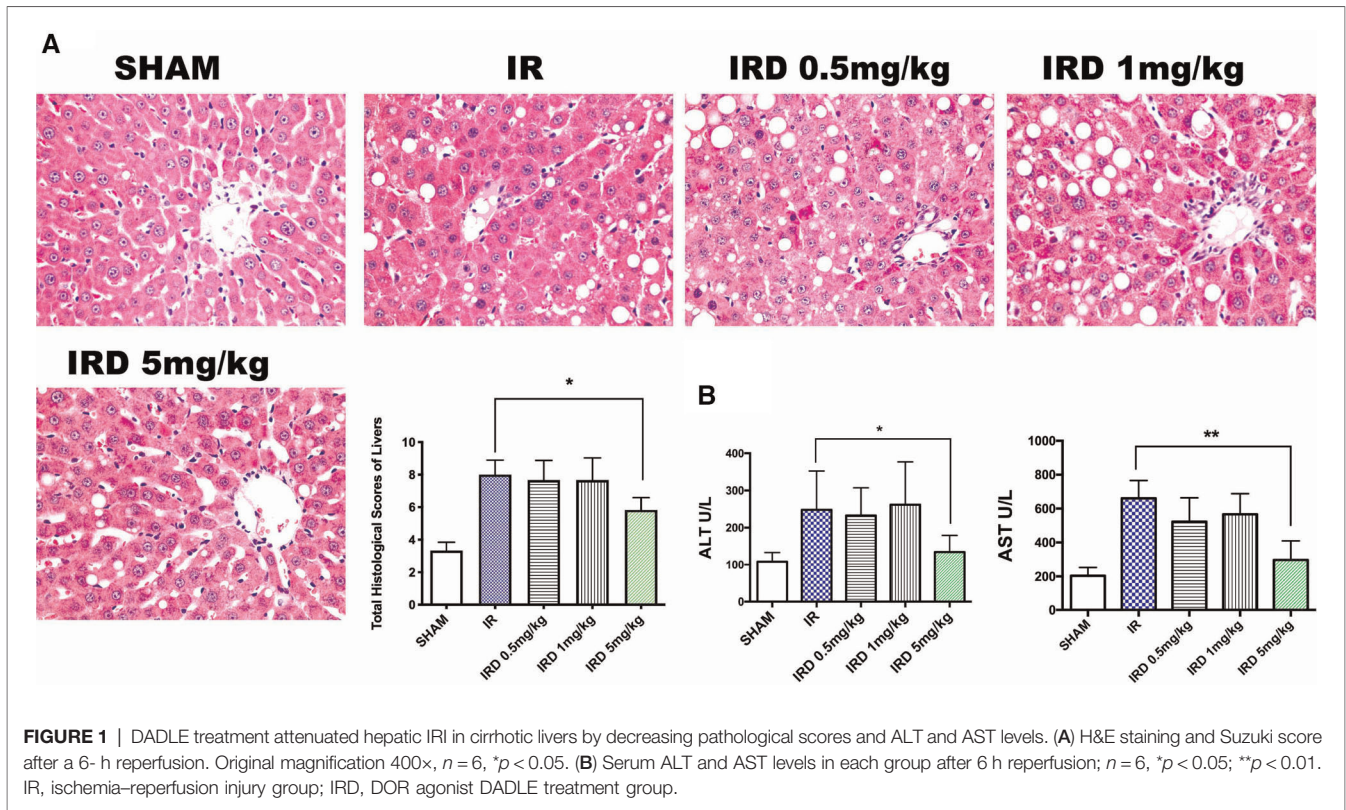 A
SHAM
IR
IRD 0.5mg/kg
IRD 1mg/kg
IRD 5mg/kg
Total Histological Scores of Livers
10
8
6
4
2
0
*
SHAM
IR
IRD 0.5mg/kg
IRD 1mg/kg
IRD 5mg/kg
B
ALT U/L
400
300
200
100
0
*
SHAM
IR
IRD 0.5mg/kg
IRD 1mg/kg
IRD 5mg/kg
AST U/L
1000
800
600
400
200
0
**
SHAM
IR
IRD 0.5mg/kg
IRD 1mg/kg
IRD 5mg/kg
FIGURE 1 | DADLE treatment attenuated hepatic IRI in cirrhotic livers by decreasing pathological scores and ALT and AST levels. (A) H&E staining and Suzuki score
after a 6- h reperfusion. Original magnification 400×, n = 6, *p < 0.05. (B) Serum ALT and AST levels in each group after 6 h reperfusion; n = 6, *p < 0.05; **p < 0.01.
IR, ischemia–reperfusion injury group; IRD, DOR agonist DADLE treatment group.